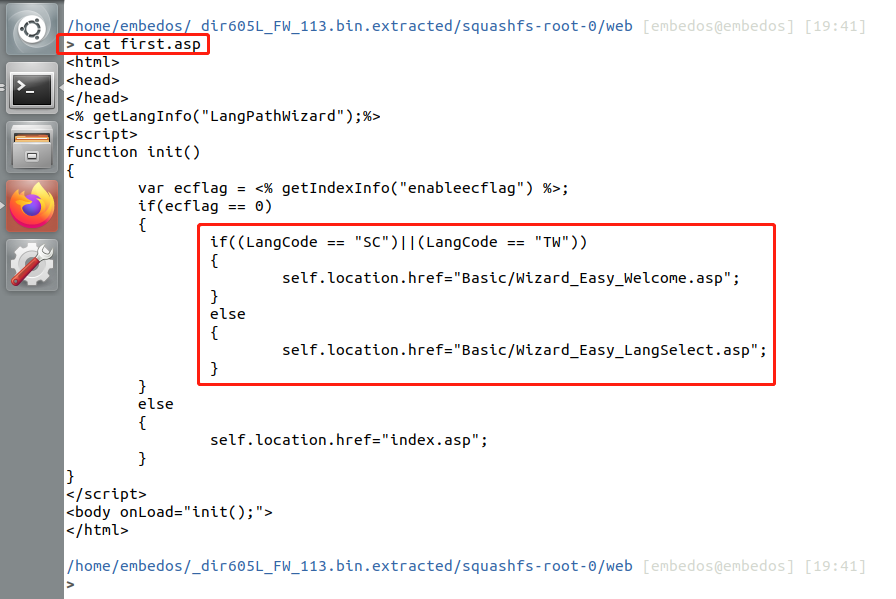 /home/embedos/_dir605L_FW_113.bin.extracted/squashfs-root-0/web [embedos@embedos] [19:41]
> cat first.asp
<html>
<head>
</head>
<% getLangInfo("LangPathWizard");%>
<script>
function init()
{
        var ecflag = <% getIndexInfo("enableecflag") %>;
        if(ecflag == 0)
        {
                if((LangCode == "SC")||(LangCode == "TW"))
                {
                        self.location.href="Basic/Wizard_Easy_Welcome.asp";
                }
                else
                {
                        self.location.href="Basic/Wizard_Easy_LangSelect.asp";
                }
        }
        else
        {
                self.location.href="index.asp";
        }
}
</script>
<body onLoad="init();">
</html>
/home/embedos/_dir605L_FW_113.bin.extracted/squashfs-root-0/web [embedos@embedos] [19:41]
>